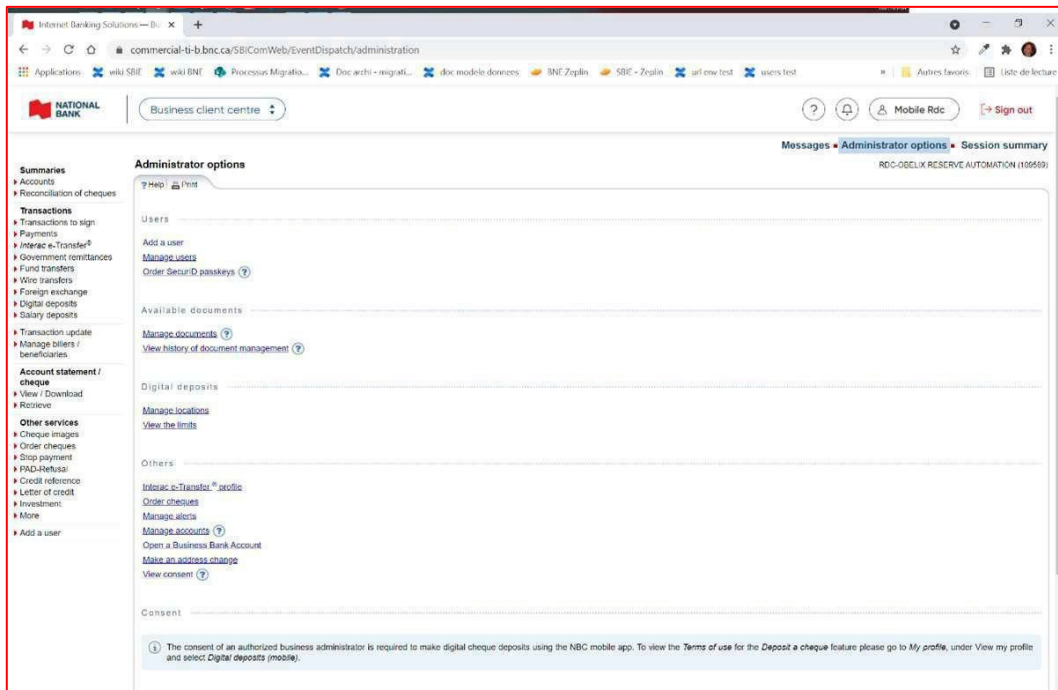 Internet Banking Solutions — Bu
commercial-ti-b.bnc.ca/SBIComWeb/EventDispatch/administration
Applications wiki SBIE wiki BNE Processus Migratio... Doc archi - migrati... doc modele donnees BNE Zeplin SBIE - Zeplin url env test users test » Autres favoris Liste de lecture
NATIONAL
BANK
Business client centre
? Mobile Rdc Sign out
Messages Administrator options Session summary
RDC-OBELIX RESERVE AUTOMATION (109589)
Summaries
Accounts
Reconciliation of cheques
Transactions
Transactions to sign
Payments
Interac e-Transfer®
Government remittances
Fund transfers
Wire transfers
Foreign exchange
Digital deposits
Salary deposits
Transaction update
Manage billers /
beneficiaries
Account statement /
cheque
View / Download
Retrieve
Other services
Cheque images
Order cheques
Stop payment
PAD-Refusal
Credit reference
Letter of credit
Investment
More
Add a user
Administrator options
? Help Print
Users
Add a user
Manage users
Order SecurID passkeys ?
Available documents
Manage documents ?
View history of document management ?
Digital deposits
Manage locations
View the limits
Others
Interac e-Transfer ® profile
Order cheques
Manage alerts
Manage accounts ?
Open a Business Bank Account
Make an address change
View consent ?
Consent
i The consent of an authorized business administrator is required to make digital cheque deposits using the NBC mobile app. To view the Terms of use for the Deposit a cheque feature please go to My profile, under View my profile
and select Digital deposits (mobile).